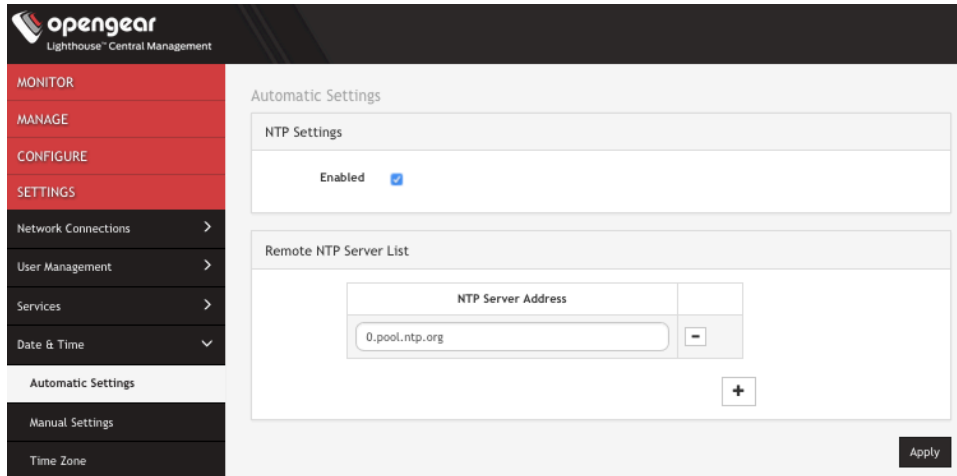 opengear
Lighthouse™ Central Management
MONITOR
MANAGE
CONFIGURE
SETTINGS
Network Connections
User Management
Services
Date & Time
Automatic Settings
Manual Settings
Time Zone
Automatic Settings
NTP Settings
Enabled
Remote NTP Server List
NTP Server Address
0.pool.ntp.org
Apply